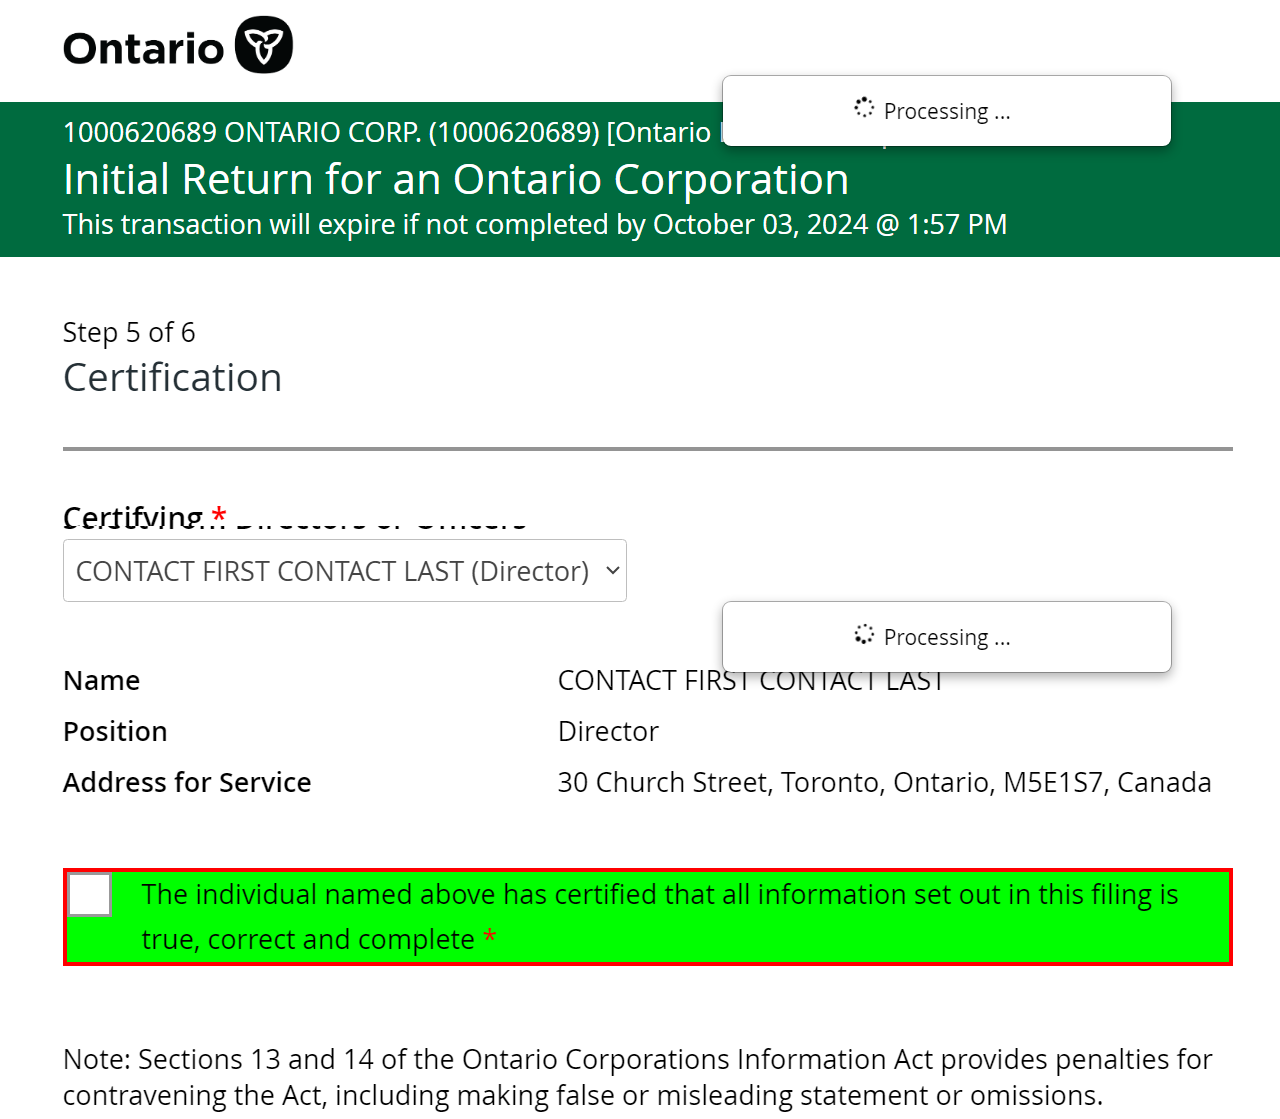 Ontario
Processing ...
1000620689 ONTARIO CORP. (1000620689) [Ontario
Initial Return for an Ontario Corporation
This transaction will expire if not completed by October 03, 2024 @ 1:57 PM
Step 5 of 6
Certification
Certifying *
Directors or Officers
CONTACT FIRST CONTACT LAST (Director)
Processing ...
Name CONTACT FIRST CONTACT LAST
Position Director
Address for Service 30 Church Street, Toronto, Ontario, M5E1S7, Canada
The individual named above has certified that all information set out in this filing is
true, correct and complete *
Note: Sections 13 and 14 of the Ontario Corporations Information Act provides penalties for
contravening the Act, including making false or misleading statement or omissions.